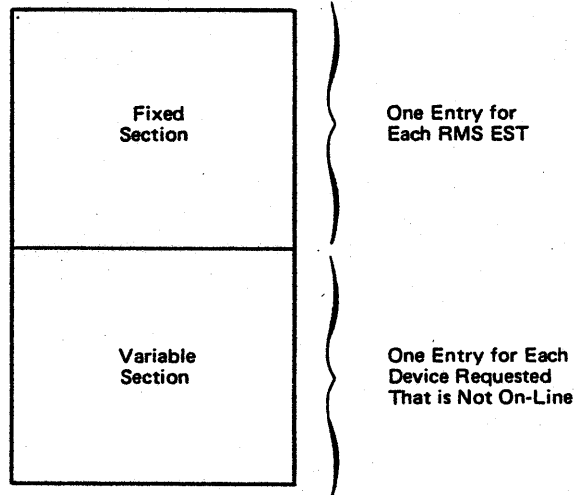 Fixed
Section
One Entry for
Each RMS EST
Variable
Section
One Entry for Each
Device Requested
That is Not On-Line